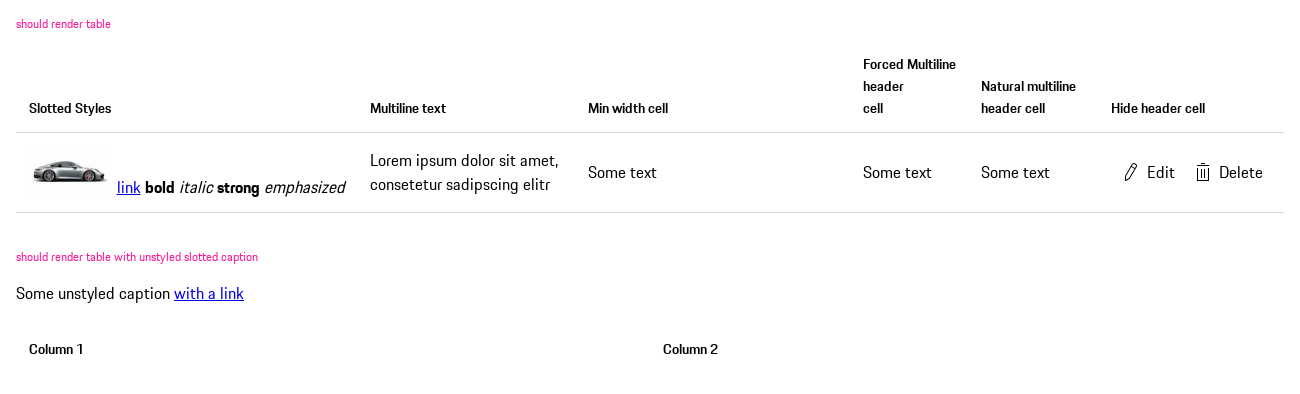 should render table
Forced Multiline
header
Natural multiline
Slotted Styles
Multiline text
Min width cell
cell
header cell
Hide header cell
link bold italic strong emphasized
Lorem ipsum dolor sit amet,
consetetur sadipscing elitr
Some text
Some text
Some text
Edit
Delete
should render table with unstyled slotted caption
Some unstyled caption with a link
Column 1
Column 2